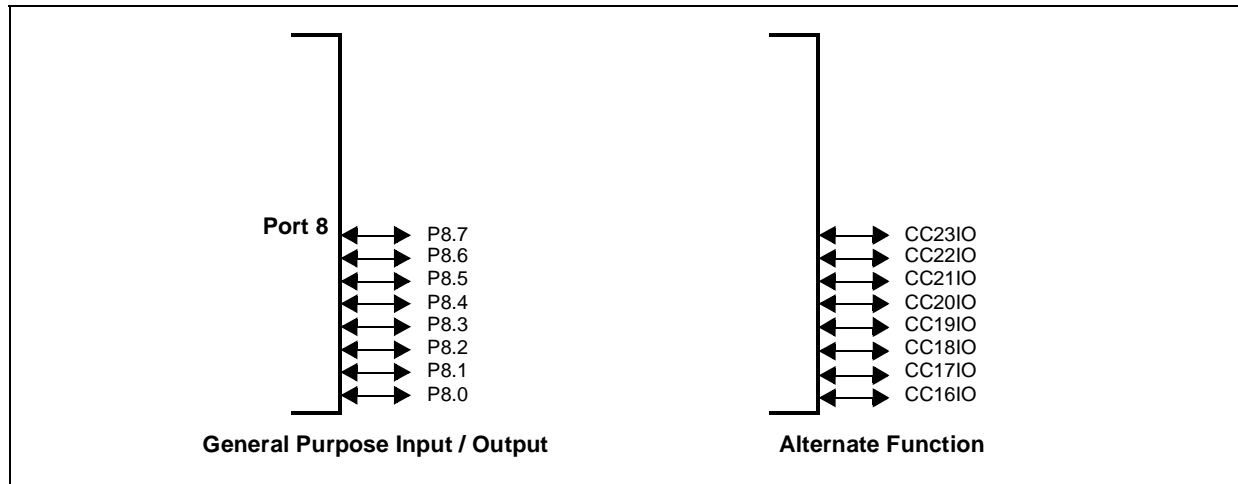 Port 8
P8.7
P8.6
P8.5
P8.4
P8.3
P8.2
P8.1
P8.0
General Purpose Input / Output
CC23IO
CC22IO
CC21IO
CC20IO
CC19IO
CC18IO
CC17IO
CC16IO
Alternate Function